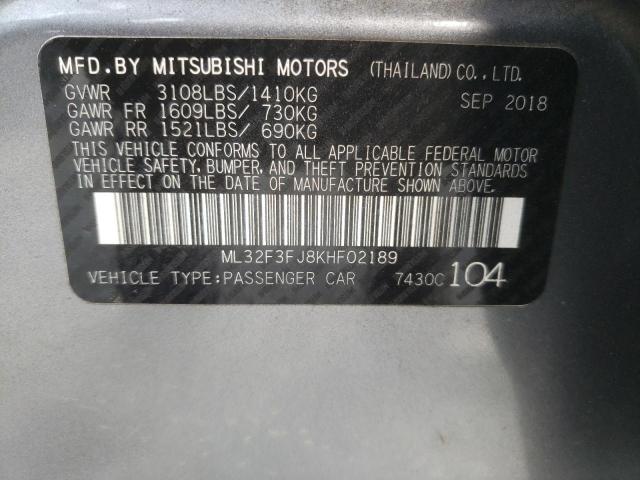 MFD.BY MITSUBISHI MOTORS (THAILAND) CO.,LTD.
GVWR 3108LBS/1410KG SEP 2018
GAWR FR 1609LBS/ 730KG
GAWR RR 1521LBS/ 690KG
THIS VEHICLE CONFORMS TO ALL APPLICABLE FEDERAL MOTOR
VEHICLE SAFETY, BUMPER, AND THEFT PREVENTION STANDARDS
IN EFFECT ON THE DATE OF MANUFACTURE SHOWN ABOVE.
ML32F3FJ8KHF02189
VEHICLE TYPE:PASSENGER CAR 7430C 104